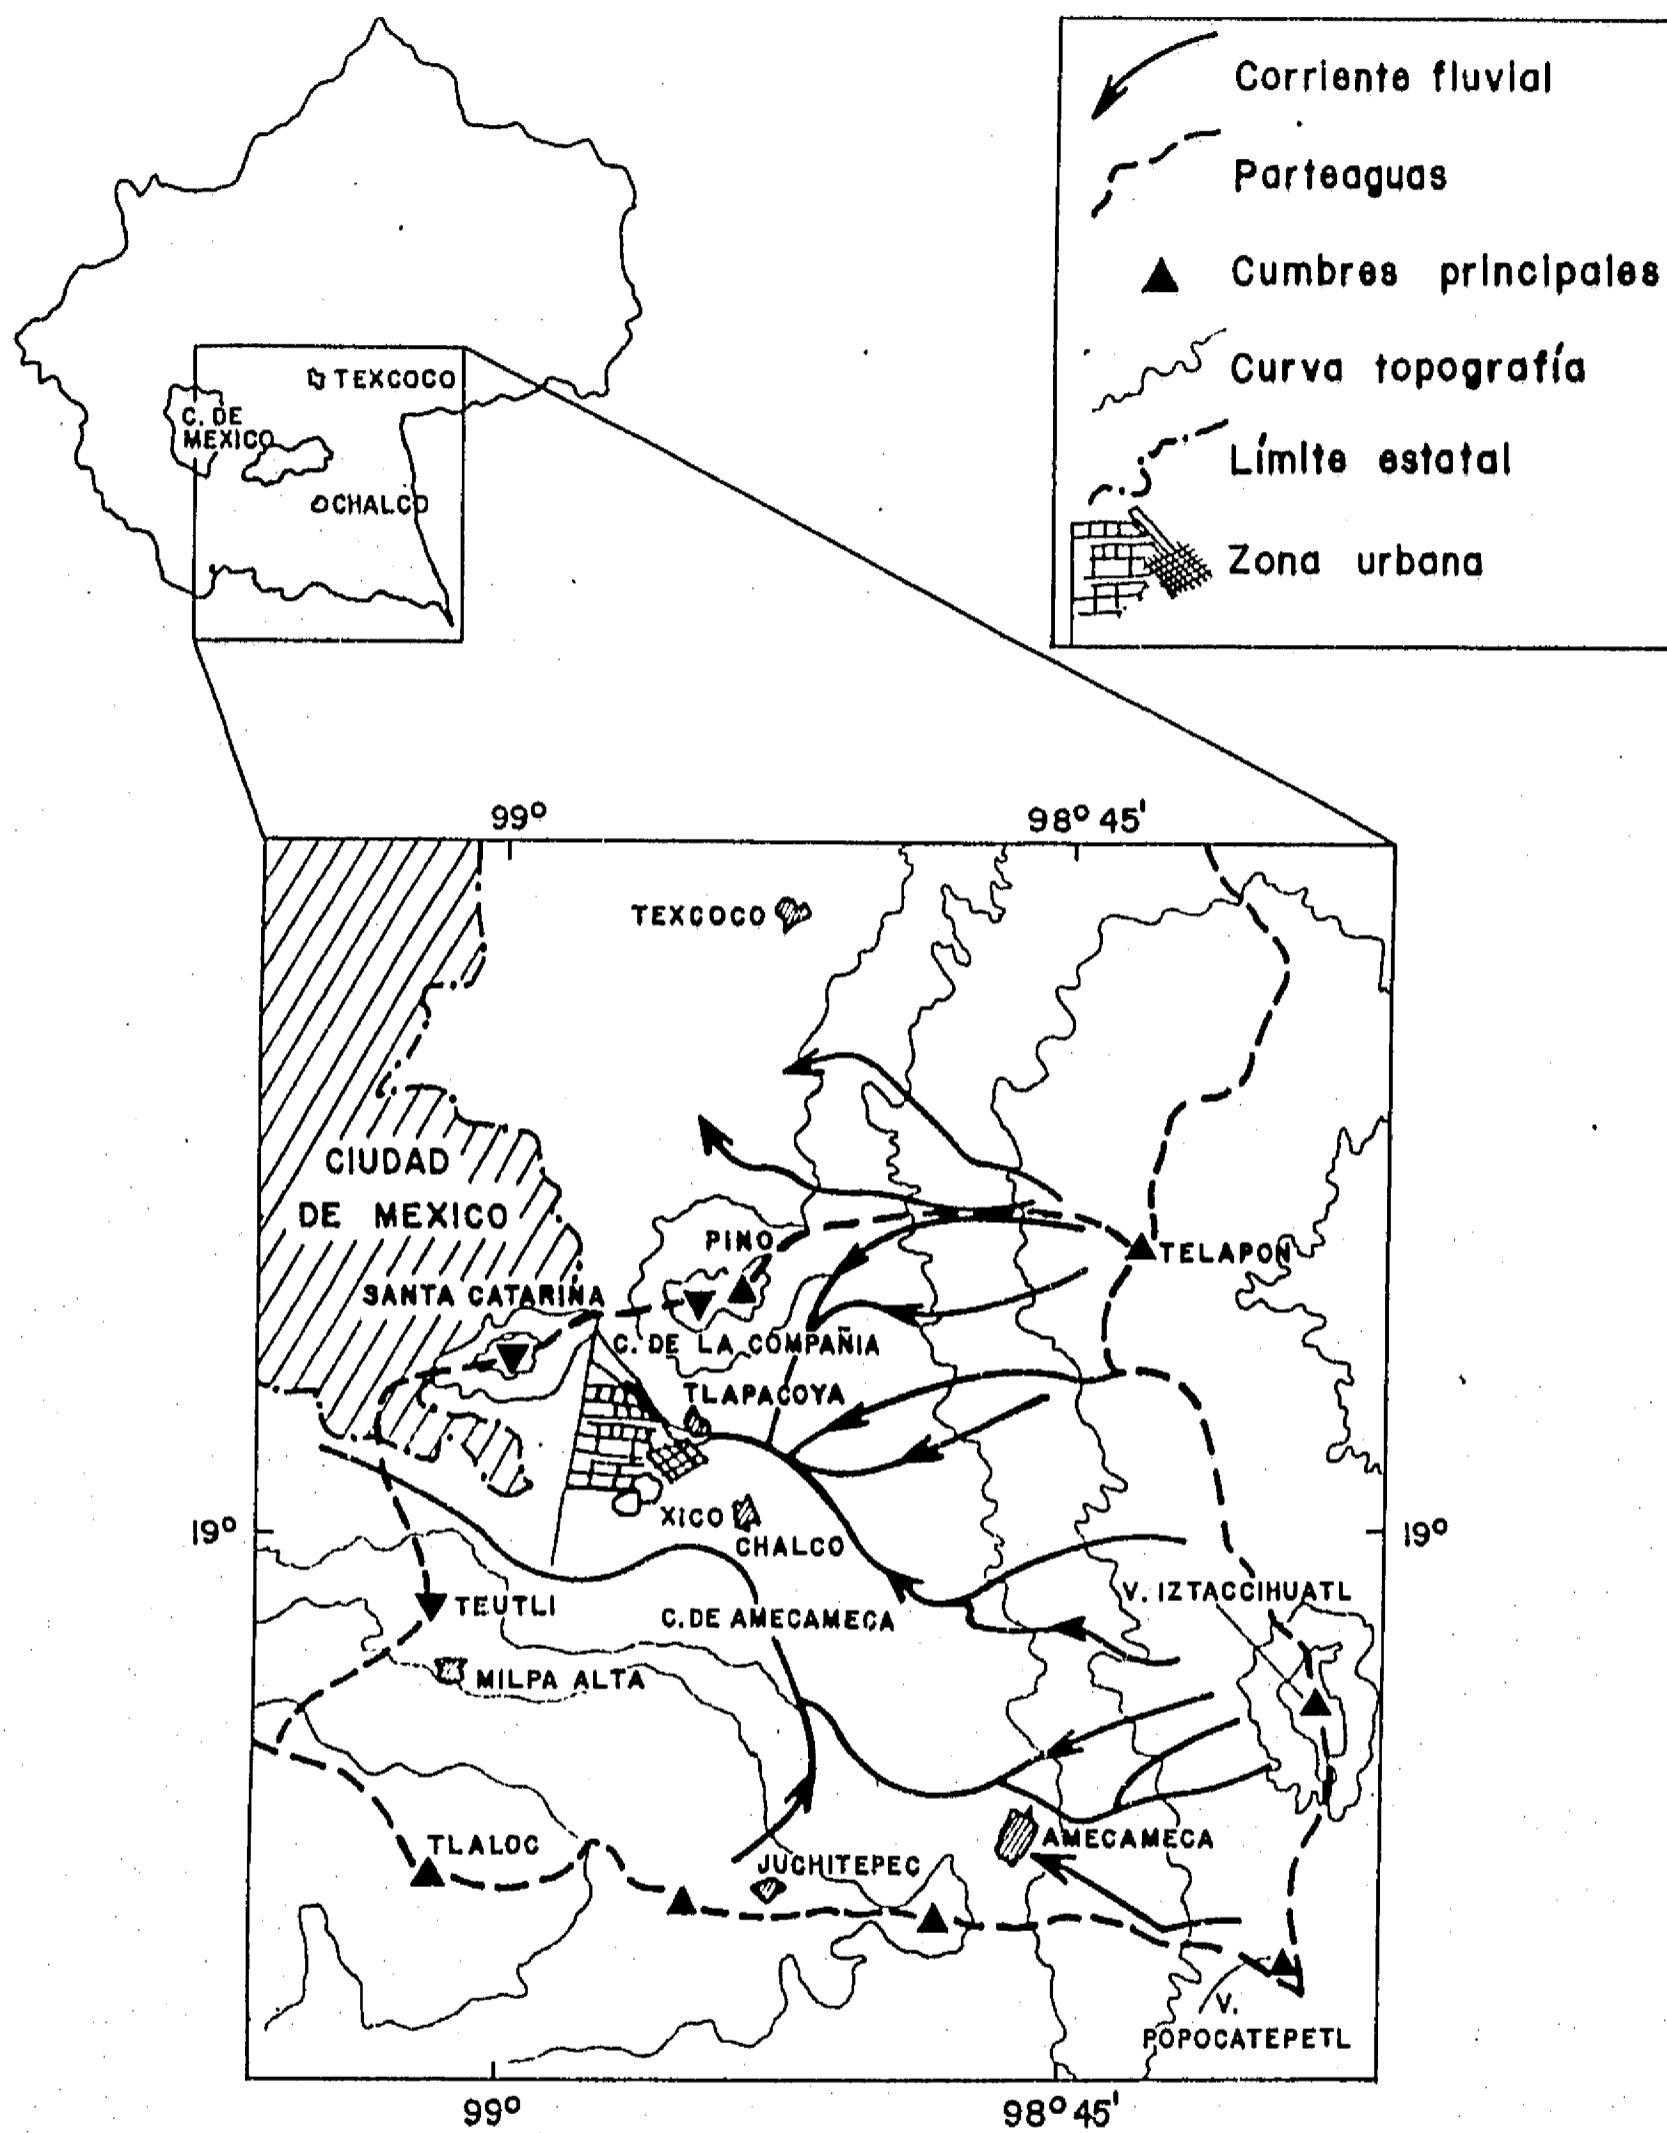 Corriente fluvial
Parteaguas
Cumbres principales
Curva topografía
Límite estatal
Zona urbana
TEXCOCO
C. DE
MEXICO
CHALCO
99°
98° 45'
TEXCOCO
CIUDAD
DE MEXICO
PINO
TELAPON
SANTA CATARIÑA
C. DE LA COMPAÑIA
TLAPACOYA
XICO
CHALCO
19°
19°
V. IZTACCIHUATL
TEUTLI
C. DE AMECAMECA
MILPA ALTA
TLALOC
AMECAMECA
JUCHITEPEC
V.
POPOCATEPETL
99°
98° 45'